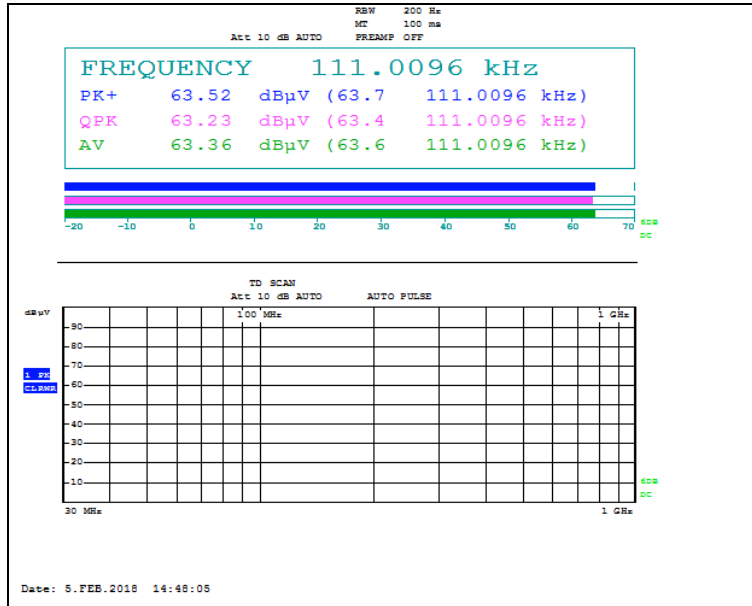 RBW 200 Hz
MT 100 ms
Att 10 dB AUTO PREAMP OFF
FREQUENCY 111.0096 kHz
PK+ 63.52 dBµV (63.7 111.0096 kHz)
QPK 63.23 dBµV (63.4 111.0096 kHz)
AV 63.36 dBµV (63.6 111.0096 kHz)
-20 -10 0 10 20 30 40 50 60 70
6DB
DC
TD SCAN
Att 10 dB AUTO AUTO PULSE
dBµV
100 MHz 1 GHz
90
80
70
1 PK
60
CLRWR
50
40
30
20
10
6DB
DC
30 MHz 1 GHz
Date: 5.FEB.2018 14:48:05